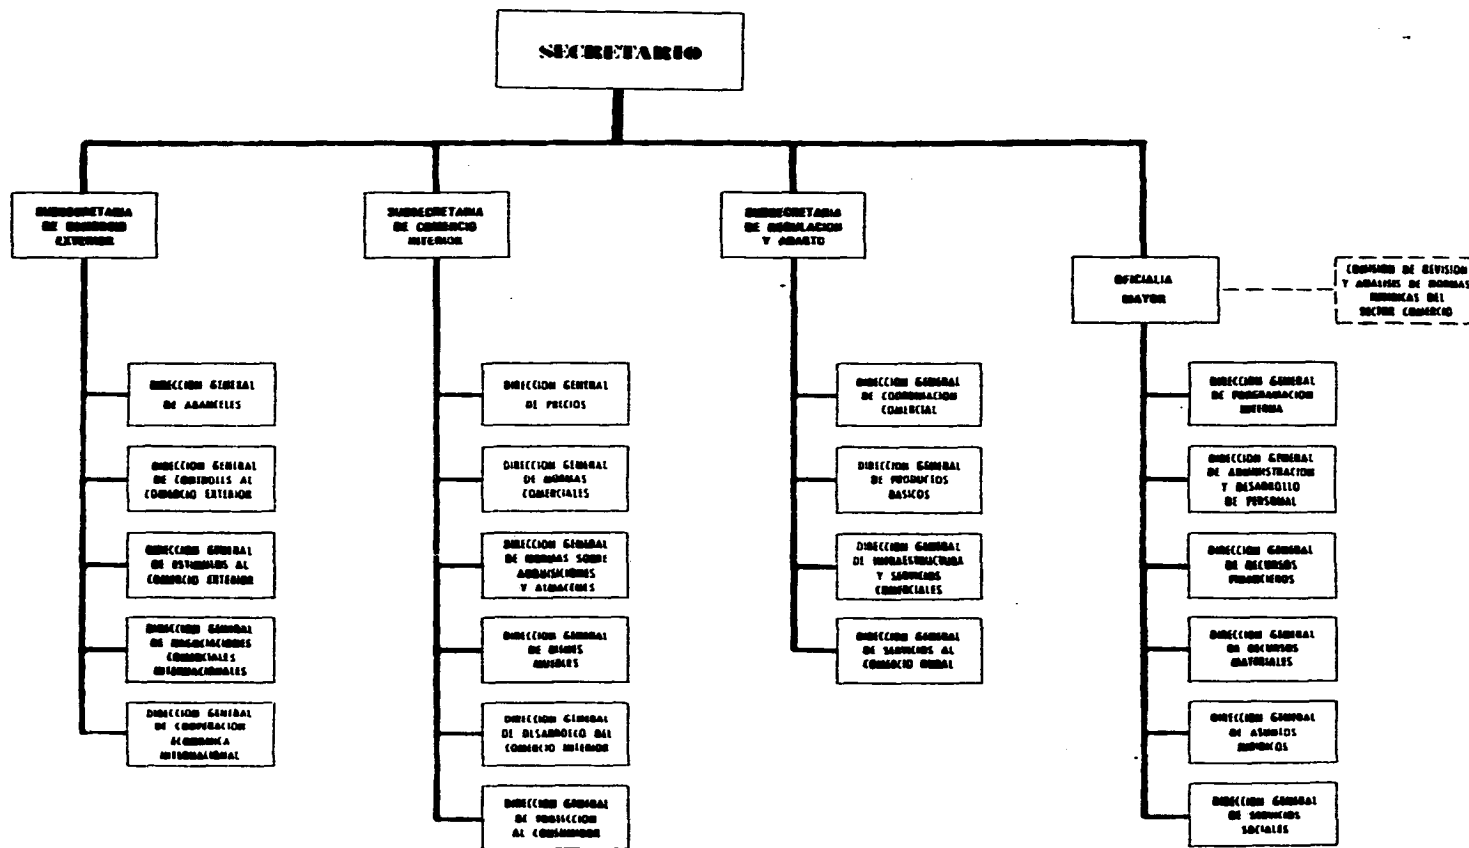 SECRETARIO
SUBSECRETARIA
DE COMERCIO
EXTERIOR
SUBSECRETARIA
DE COMERCIO
INTERIOR
SUBSECRETARIA
DE REGULACION
Y ABASTO
OFICIALIA
MAYOR
COMISION DE REVISION
Y ANALISIS DE NORMAS
JURIDICAS DEL
SECTOR COMERCIO
DIRECCION GENERAL
DE ARANCELES
DIRECCION GENERAL
DE CONTROLES AL
COMERCIO EXTERIOR
DIRECCION GENERAL
DE ESTIMULOS AL
COMERCIO EXTERIOR
DIRECCION GENERAL
DE NEGOCIACIONES
COMERCIALES
INTERNACIONALES
DIRECCION GENERAL
DE COOPERACION
ECONOMICA
INTERNACIONAL
DIRECCION GENERAL
DE PRECIOS
DIRECCION GENERAL
DE NORMAS
COMERCIALES
DIRECCION GENERAL
DE NORMAS SOBRE
ADQUISICIONES
Y ALMACENES
DIRECCION GENERAL
DE BIENES
MUEBLES
DIRECCION GENERAL
DE DESARROLLO DEL
COMERCIO INTERIOR
DIRECCION GENERAL
DE PROTECCION
AL CONSUMIDOR
DIRECCION GENERAL
DE COORDINACION
COMERCIAL
DIRECCION GENERAL
DE PRODUCTOS
BASICOS
DIRECCION GENERAL
DE INFRAESTRUCTURA
Y SERVICIOS
COMERCIALES
DIRECCION GENERAL
DE SERVICIOS AL
COMERCIO RURAL
DIRECCION GENERAL
DE PROGRAMACION
INTERNA
DIRECCION GENERAL
DE ADMINISTRACION
Y DESARROLLO
DE PERSONAL
DIRECCION GENERAL
DE RECURSOS
FINANCIEROS
DIRECCION GENERAL
DE RECURSOS
MATERIALES
DIRECCION GENERAL
DE ASUNTOS
JURIDICOS
DIRECCION GENERAL
DE SERVICIOS
SOCIALES